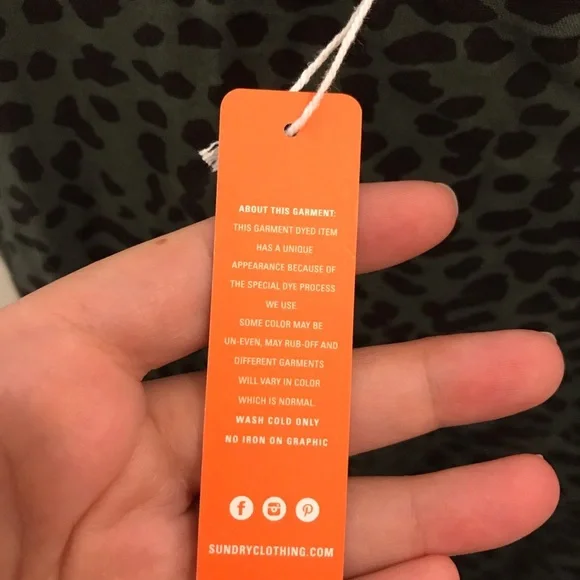 ABOUT THIS GARMENT:
THIS GARMENT DYED ITEM
HAS A UNIQUE
APPEARANCE BECAUSE OF
THE SPECIAL DYE PROCESS
WE USE.
SOME COLOR MAY BE
UN-EVEN, MAY RUB-OFF AND
DIFFERENT GARMENTS
WILL VARY IN COLOR
WHICH IS NORMAL.
WASH COLD ONLY
NO IRON ON GRAPHIC
SUNDRYCLOTHING.COM